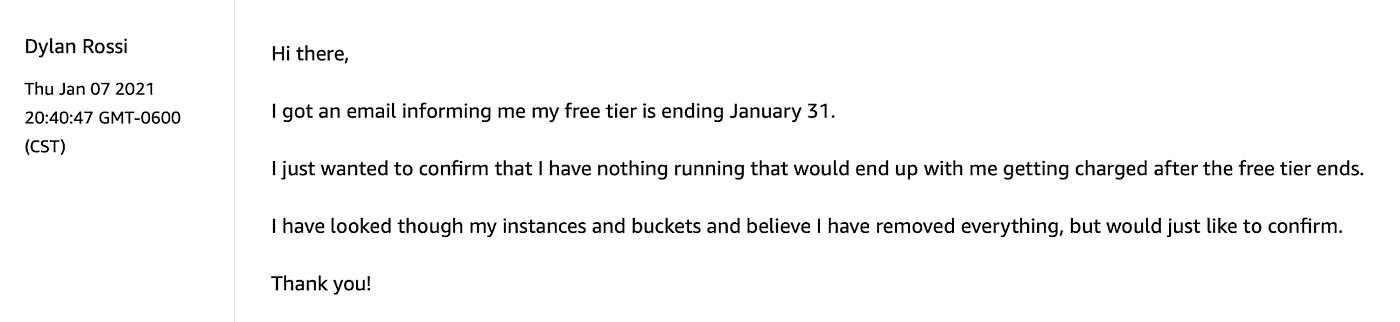 Dylan Rossi
Thu Jan 07 2021
20:40:47 GMT-0600
(CST)
Hi there,
I got an email informing me my free tier is ending January 31.
I just wanted to confirm that I have nothing running that would end up with me getting charged after the free tier ends.
I have looked though my instances and buckets and believe I have removed everything, but would just like to confirm.
Thank you!